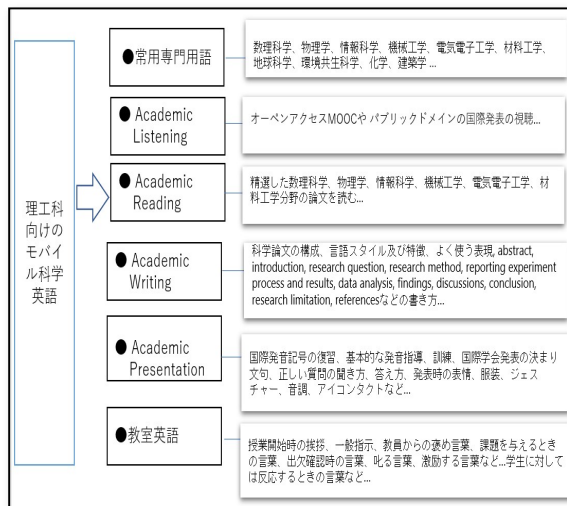 理工科
向けの
モバイ
ル科学
英語
●常用専門用語
数理科学、物理学、情報科学、機械工学、電気電子工学、材料工学、
地球科学、環境共生科学、化学、建築学 ...
● Academic
Listening
オーペンアクセスMOOCや パブリックドメインの国際発表の視聴...
● Academic
Reading
精選した数理科学、物理学、情報科学、機械工学、電気電子工学、材
料工学分野の論文を読む...
● Academic
Writing
科学論文の構成、言語スタイル及び特徴、よく使う表現, abstract,
introduction, research question, research method, reporting experiment
process and results, data analysis, findings, discussions, conclusion,
research limitation, referencesなどの書き方...
● Academic
Presentation
国際発音記号の復習、基本的な発音指導、訓練、国際学会発表の決まり
文句、正しい質問の聞き方、答え方、発表時の表情、服装、ジェス
チャー、音調、アイコンタクトなど...
●教室英語
授業開始時の挨拶、一般指示、教員からの褒め言葉、課題を与えるとき
の言葉、出欠確認時の言葉、叱る言葉、激励する言葉など...学生に対して
は反応するときの言葉など...